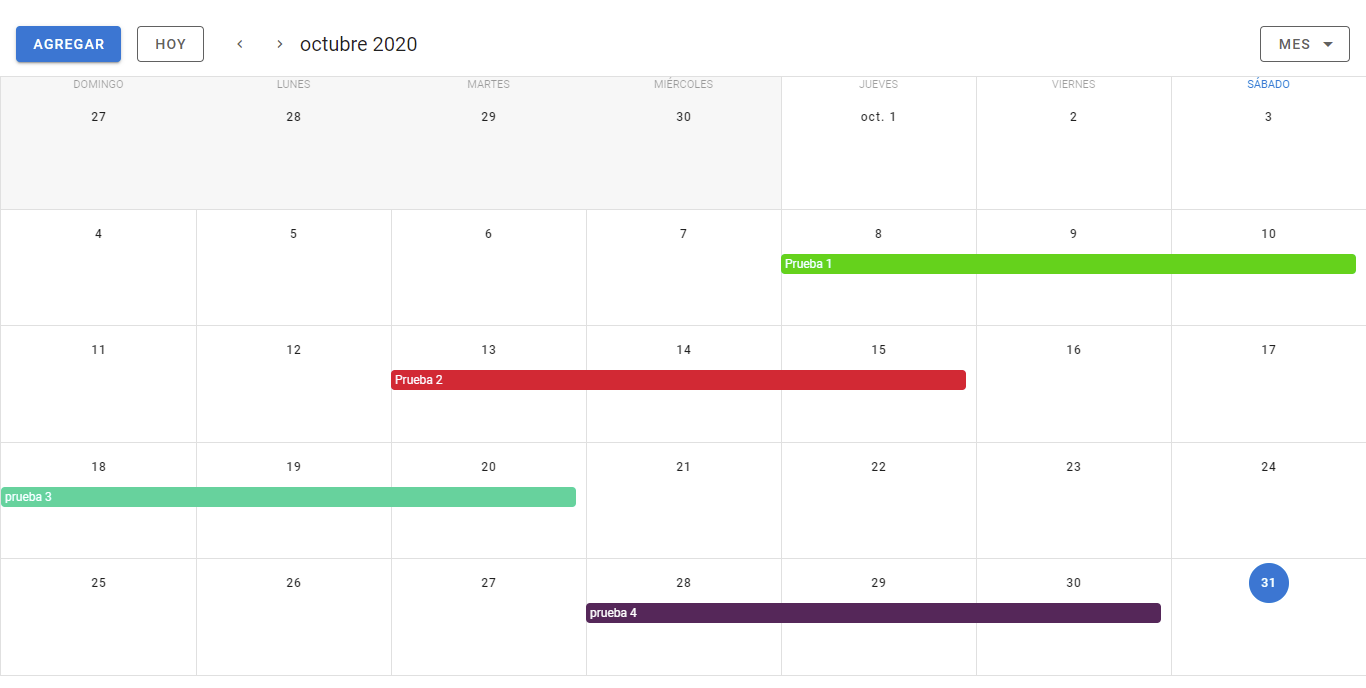 AGREGAR HOY < > octubre 2020 MES
DOMINGO LUNES MARTES MIÉRCOLES JUEVES VIERNES SÁBADO
27 28 29 30 oct. 1 2 3
4 5 6 7 8 9 10
Prueba 1
11 12 13 14 15 16 17
Prueba 2
18 19 20 21 22 23 24
prueba 3
25 26 27 28 29 30 31
prueba 4